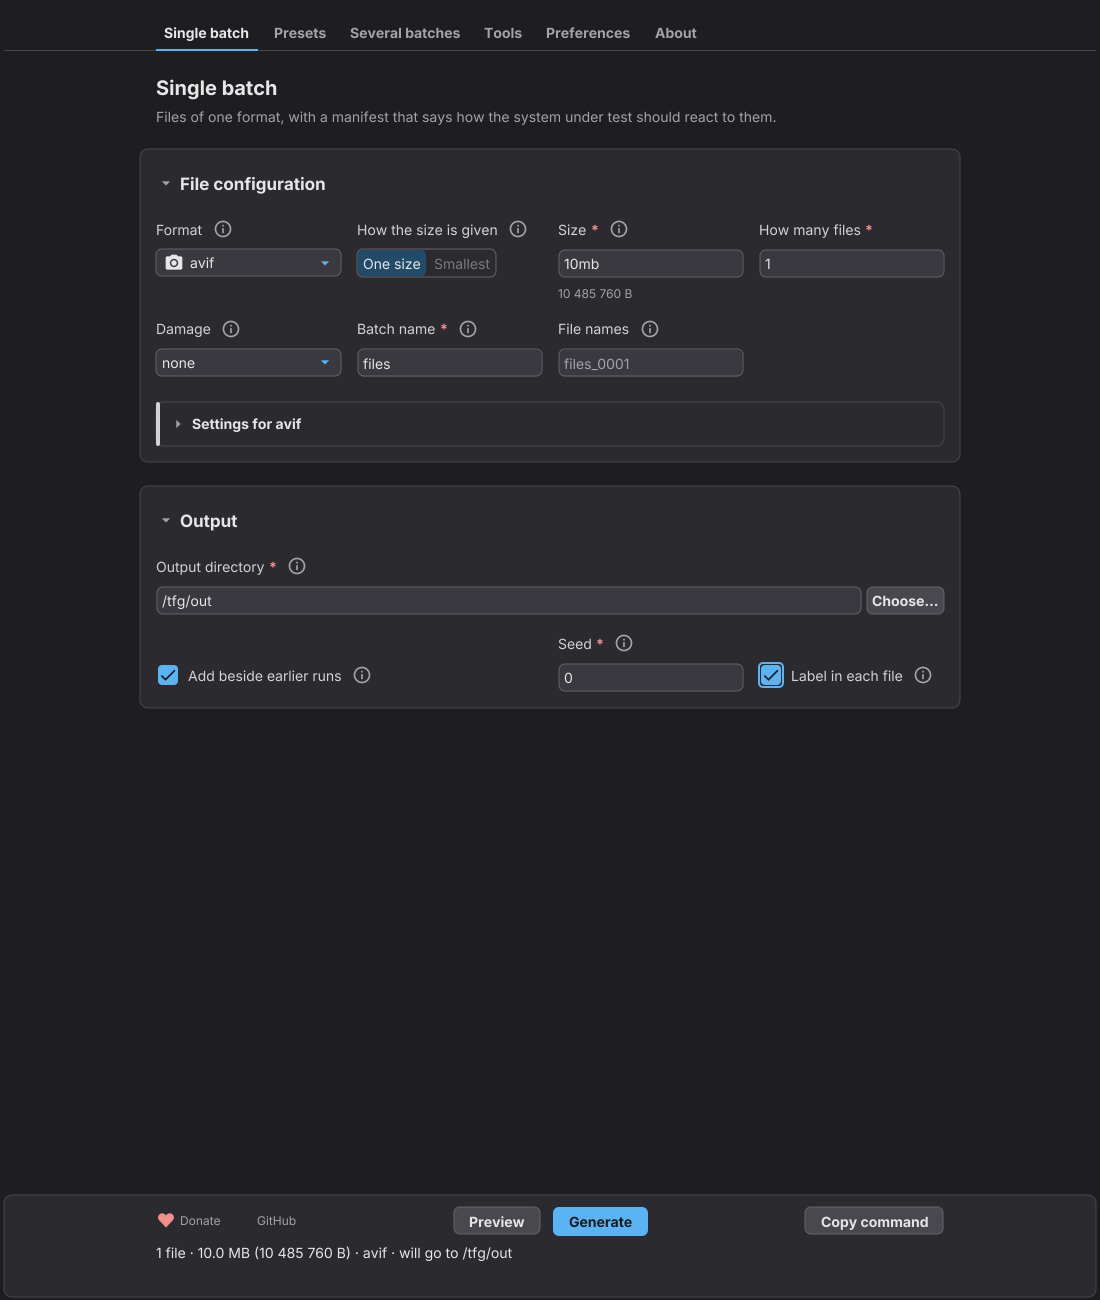 Single batch Presets Several batches Tools Preferences About
Single batch
Files of one format, with a manifest that says how the system under test should react to them.
File configuration
Format How the size is given Size * How many files *
avif One size Smallest 10mb 1
10 485 760 B
Damage Batch name * File names
none files files_0001
Settings for avif
Output
Output directory *
/tfg/out Choose...
Seed *
Add beside earlier runs 0 Label in each file
Donate GitHub Preview Generate Copy command
1 file · 10.0 MB (10 485 760 B) · avif · will go to /tfg/out